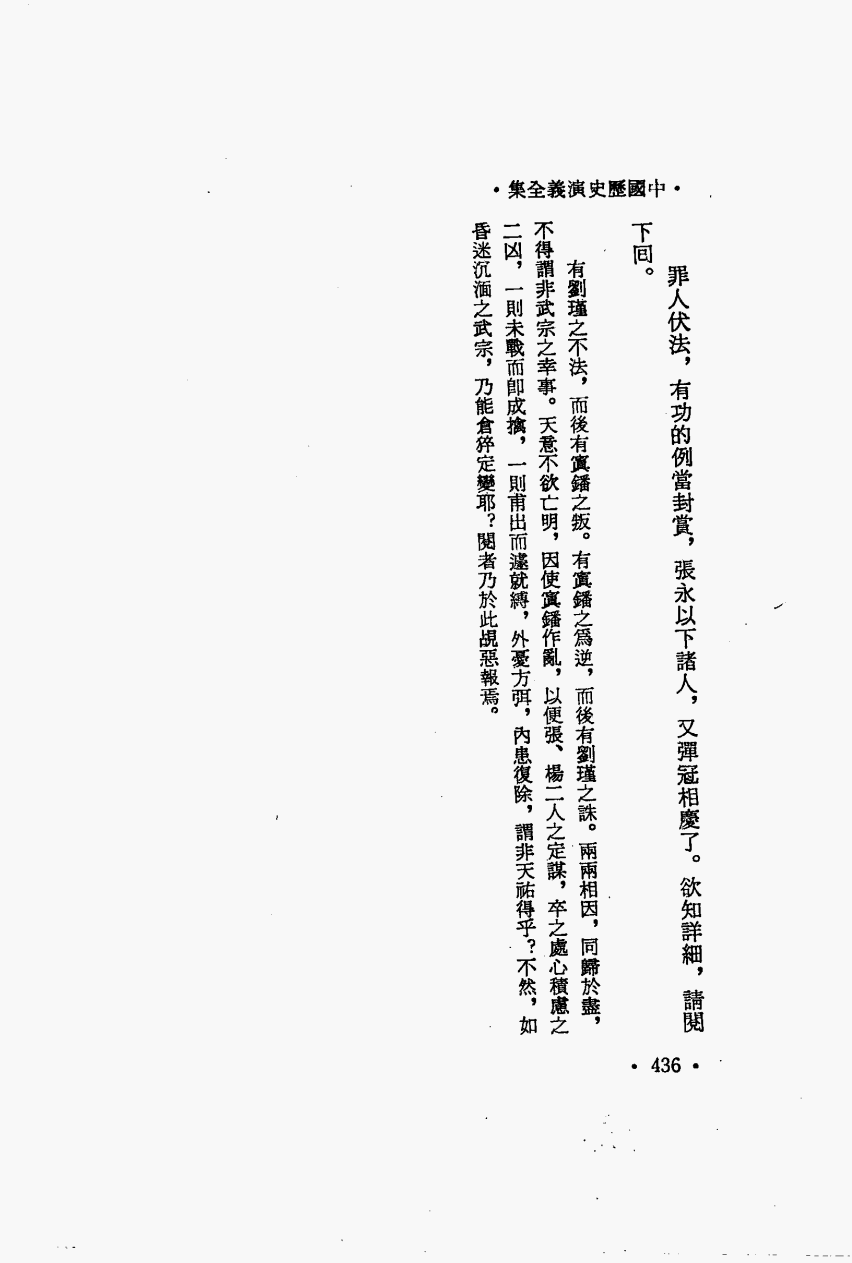 •中國歷史演義全集•
罪人伏法，有功的例當封賞，張永以下諸人，又彈冠相慶了。欲知詳細，請閱
下回。
有劉瑾之不法，而後有寘鐇之叛。有寘鐇之爲逆，而後有劉瑾之誅。兩兩相因，同歸於盡，
不得謂非武宗之幸事。天意不欲亡明，因使寘鐇作亂，以便張、楊二人之定謀，卒之處心積慮之
二凶，一則未戰而卽成擒，一則甫出而遽就縛，外憂方弭，內患復除，謂非天祐得乎？不然，如
昏迷沉湎之武宗，乃能倉猝定變耶？閱者乃於此覘惡報焉。
• 436 •